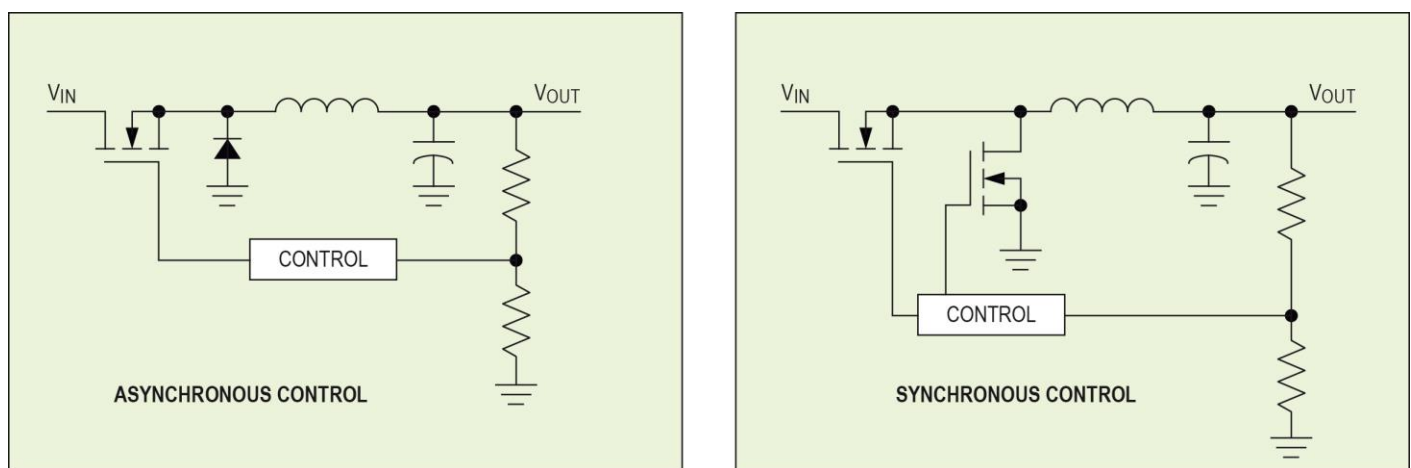 VIN
VOUT
CONTROL
ASYNCHRONOUS CONTROL
VIN
VOUT
CONTROL
SYNCHRONOUS CONTROL